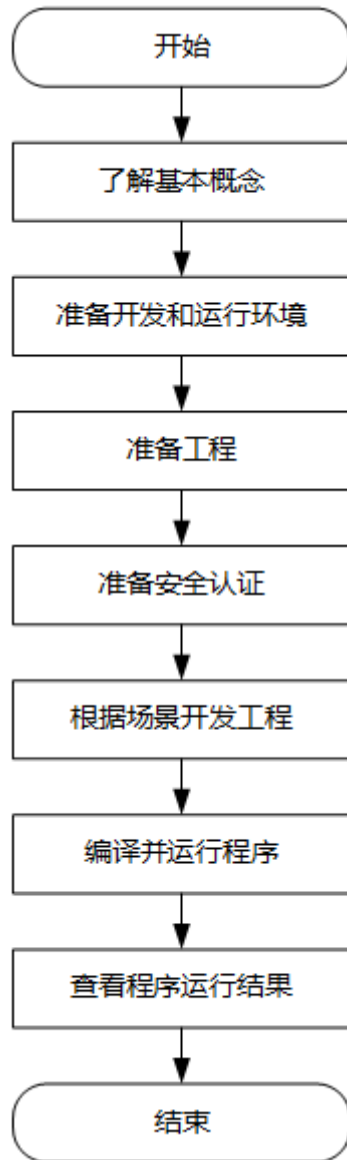 开始
了解基本概念
准备开发和运行环境
准备工程
准备安全认证
根据场景开发工程
编译并运行程序
查看程序运行结果
结束